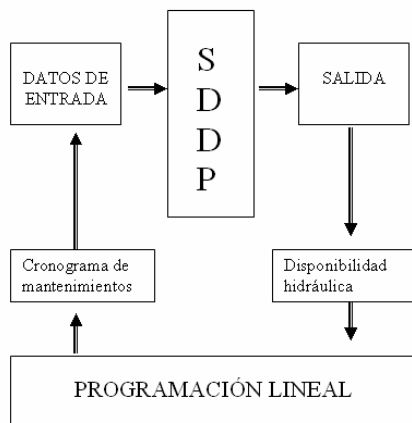 DATOS DE
ENTRADA
S
D
D
P
SALIDA
Cronograma de
mantenimientos
Disponibilidad
hidráulica
PROGRAMACIÓN LINEAL